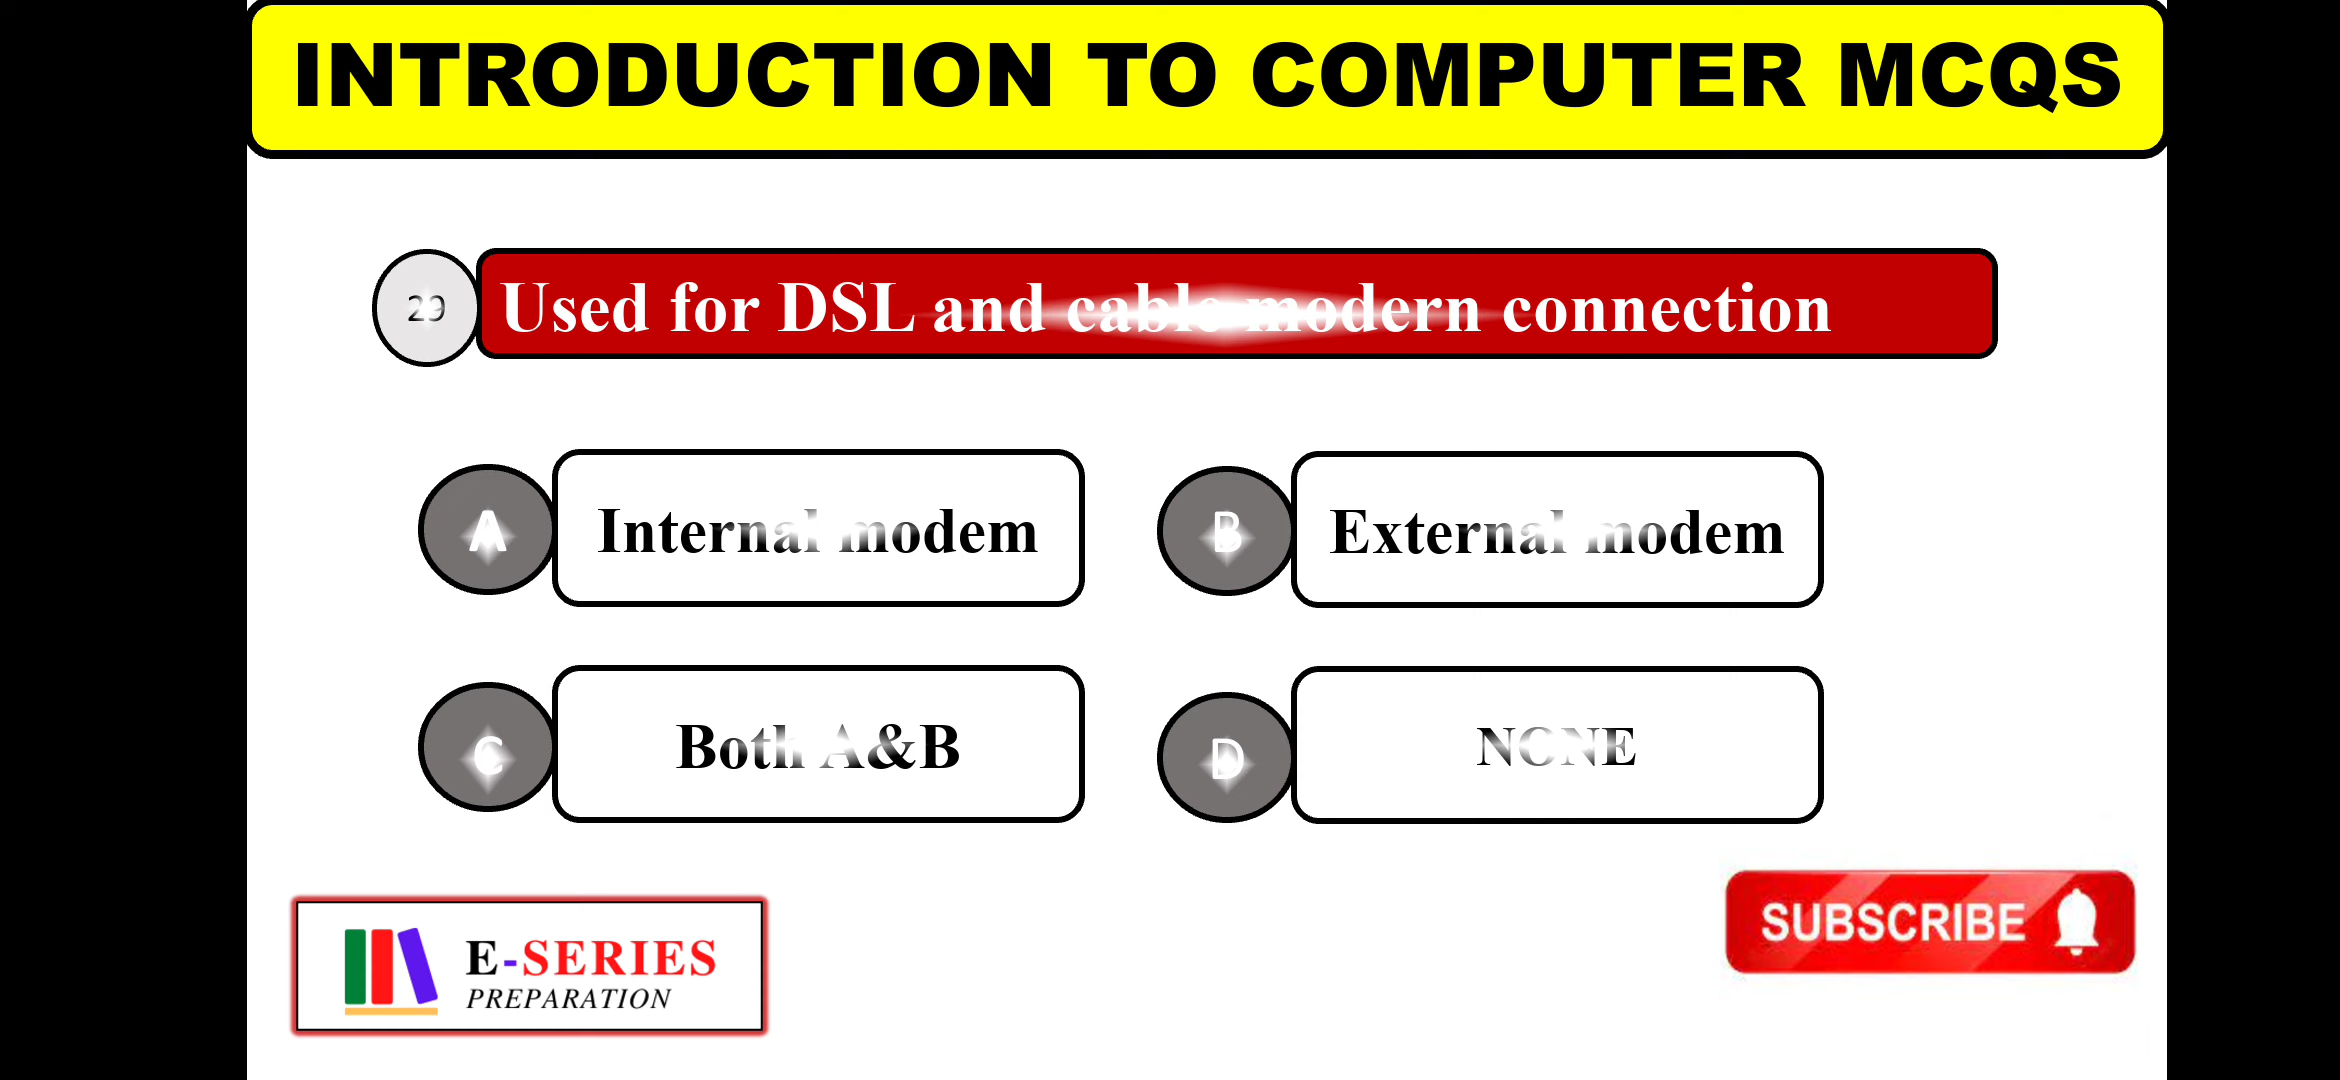 INTRODUCTION TO COMPUTER MCQS
29 Used for DSL and cable modern connection
A Internal modem
B External modem
C Both A&B
D NONE
E-SERIES
PREPARATION
SUBSCRIBE